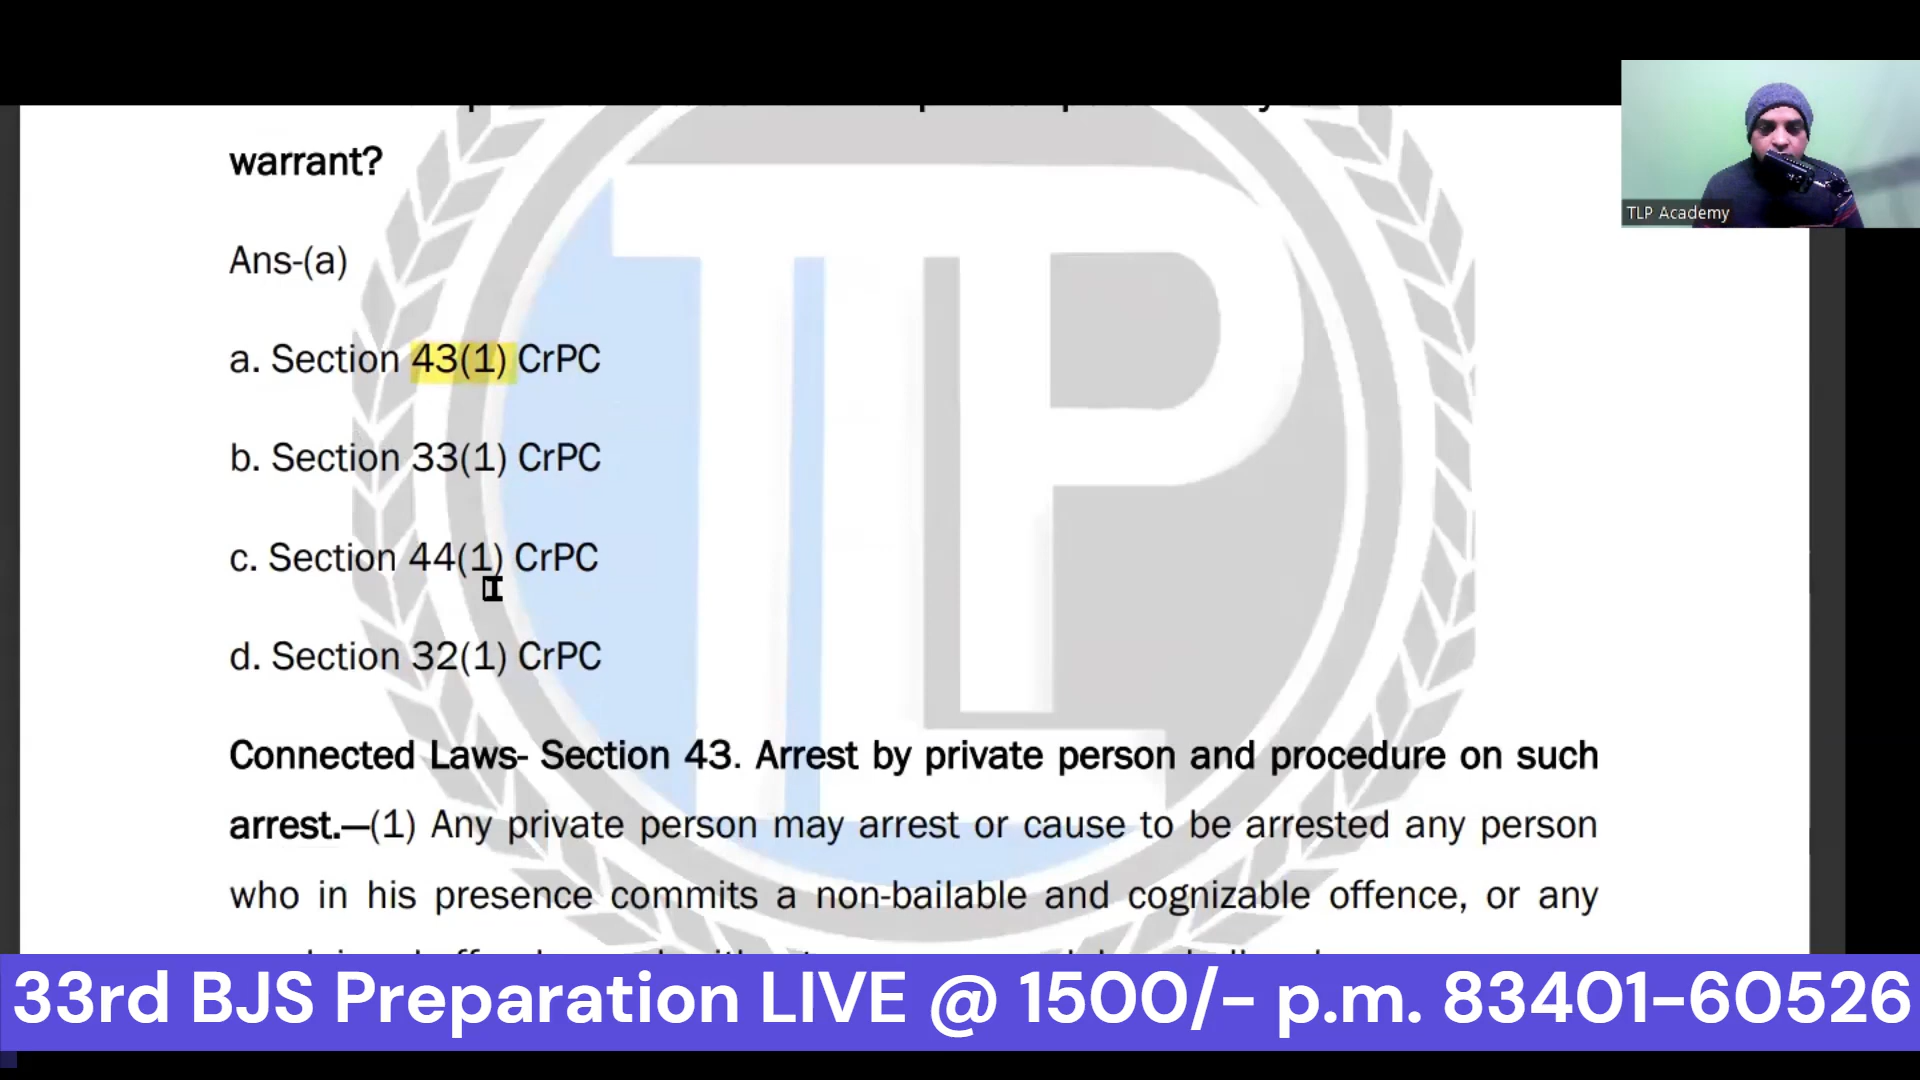 warrant?
TLP Academy
Ans-(a)
a. Section 43(1) CrPC
b. Section 33(1) CrPC
c. Section 44(1) CrPC
d. Section 32(1) CrPC
Connected Laws- Section 43. Arrest by private person and procedure on such
arrest.—(1) Any private person may arrest or cause to be arrested any person
who in his presence commits a non-bailable and cognizable offence, or any
33rd BJS Preparation LIVE @ 1500/- p.m. 83401-60526
TLP